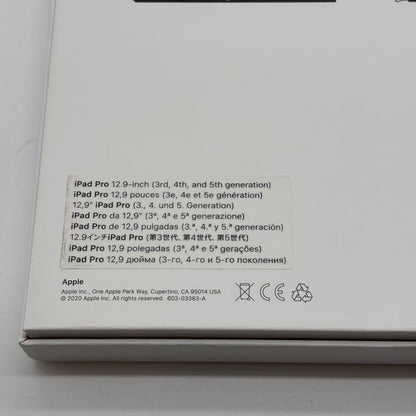 iPad Pro 12.9-inch (3rd, 4th, and 5th generation)
iPad Pro 12,9 pouces (3e, 4e et 5e génération)
12,9" iPad Pro (3., 4. und 5. Generation)
iPad Pro da 12,9" (3ª, 4ª e 5ª generazione)
iPad Pro de 12,9 pulgadas (3.ª, 4.ª y 5.ª generación)
12.9インチiPad Pro (第3世代、第4世代、第5世代)
iPad Pro 12,9 polegadas (3ª, 4ª e 5ª gerações)
iPad Pro 12,9 дюйма (3-го, 4-го и 5-го поколения)
Apple
Apple Inc., One Apple Park Way, Cupertino, CA 95014 USA
© 2020 Apple Inc. All rights reserved. 602-03383-A
CE